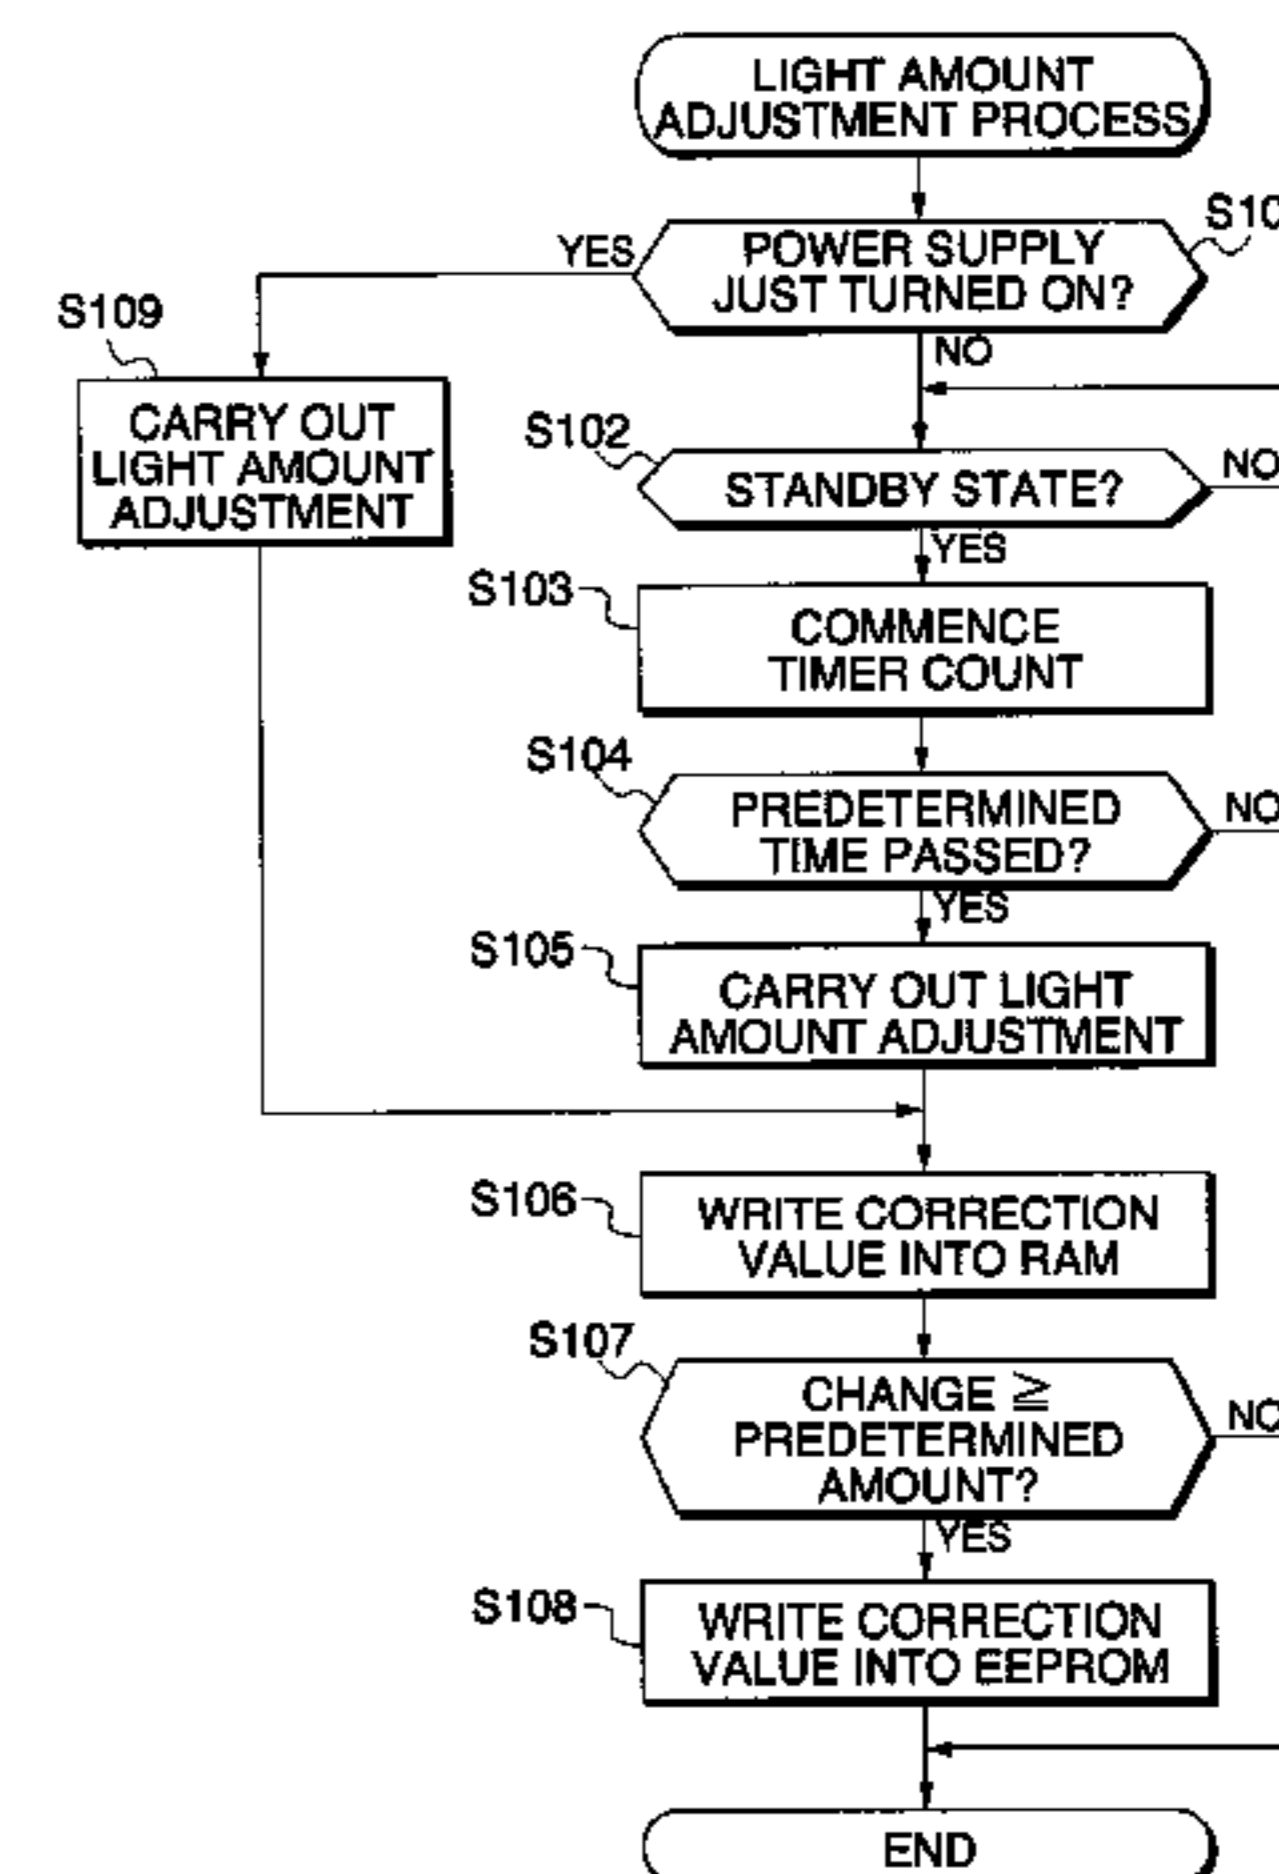 LIGHT AMOUNT
ADJUSTMENT PROCESS
S10
YES
POWER SUPPLY
JUST TURNED ON?
NO
S109
CARRY OUT
LIGHT AMOUNT
ADJUSTMENT
S102
STANDBY STATE?
NO
YES
S103
COMMENCE
TIMER COUNT
S104
PREDETERMINED
TIME PASSED?
NO
YES
S105
CARRY OUT LIGHT
AMOUNT ADJUSTMENT
S106
WRITE CORRECTION
VALUE INTO RAM
S107
CHANGE ≧
PREDETERMINED
AMOUNT?
NO
YES
S108
WRITE CORRECTION
VALUE INTO EEPROM
END